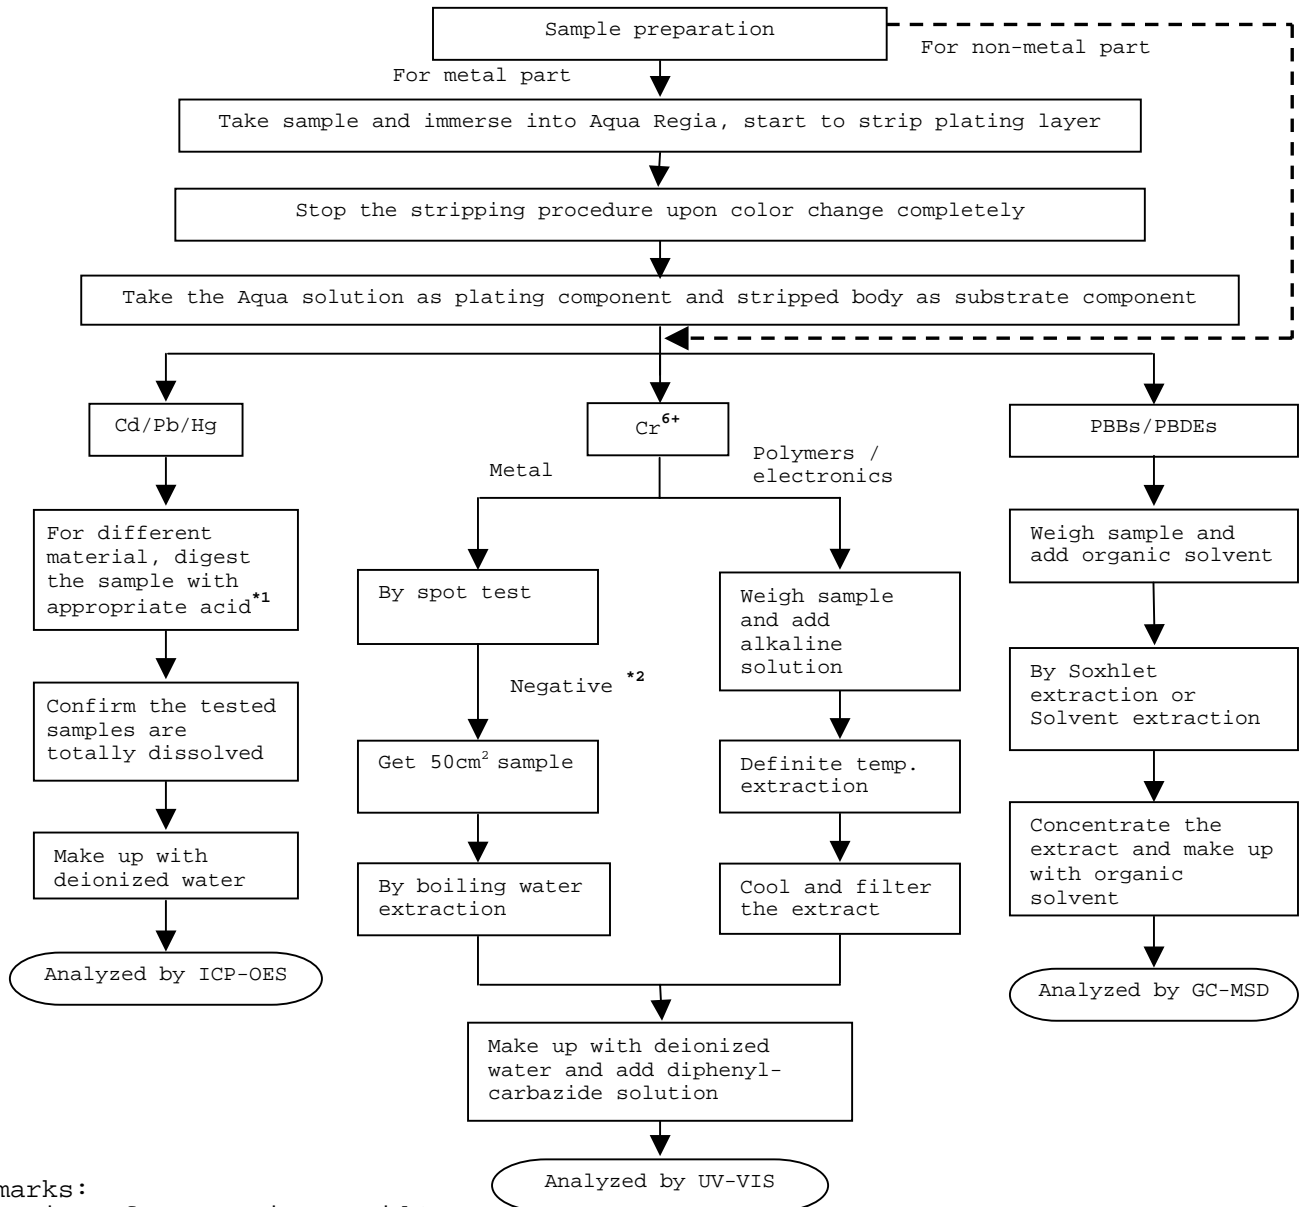 Sample preparation
For non-metal part
For metal part
Take sample and immerse into Aqua Regia, start to strip plating layer
Stop the stripping procedure upon color change completely
Take the Aqua solution as plating component and stripped body as substrate component
Cd/Pb/Hg
For different
material, digest
the sample with
appropriate acid*1
Confirm the tested
samples are
totally dissolved
Make up with
deionized water
Analyzed by ICP-OES
Cr6+
Metal
Polymers /
electronics
By spot test
Negative *2
Get 50cm2 sample
By boiling water
extraction
Weigh sample
and add
alkaline
solution
Definite temp.
extraction
Cool and filter
the extract
Make up with deionized
water and add diphenyl-
carbazide solution
Analyzed by UV-VIS
PBBs/PBDEs
Weigh sample and
add organic solvent
By Soxhlet
extraction or
Solvent extraction
Concentrate the
extract and make up
with organic
solvent
Analyzed by GC-MSD
marks: